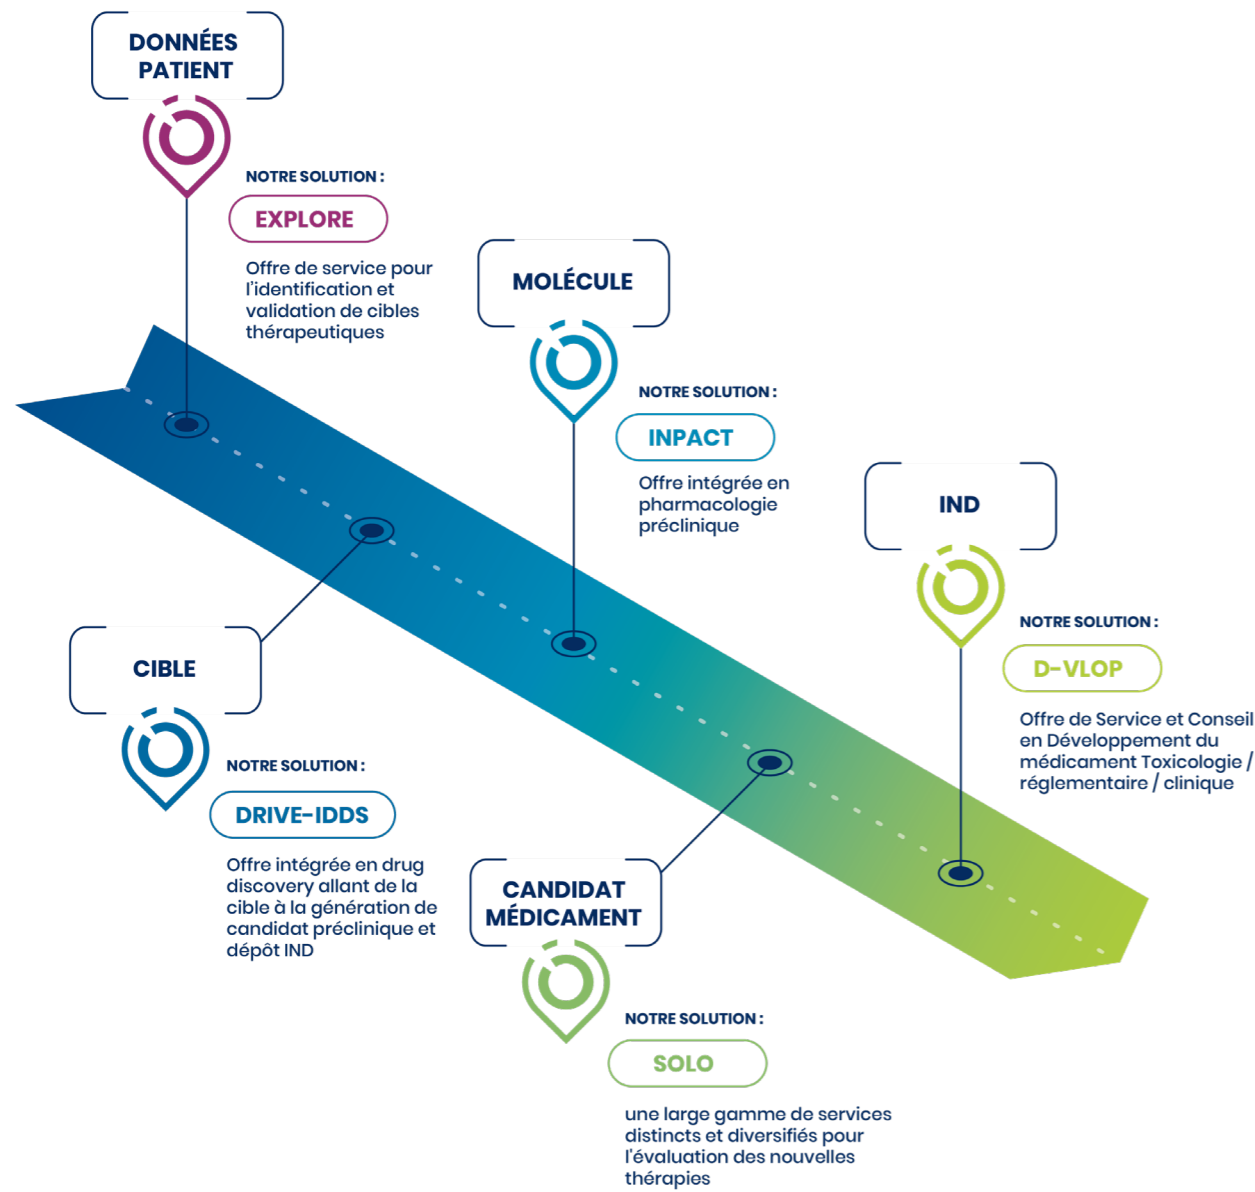 DONNÉES
PATIENT
NOTRE SOLUTION :
EXPLORE
Offre de service pour
l'identification et
validation de cibles
thérapeutiques
CIBLE
NOTRE SOLUTION :
DRIVE-IDDS
Offre intégrée en drug
discovery allant de la
cible à la génération de
candidat préclinique et
dépôt IND
MOLÉCULE
NOTRE SOLUTION :
INPACT
Offre intégrée en
pharmacologie
préclinique
CANDIDAT
MÉDICAMENT
NOTRE SOLUTION :
SOLO
une large gamme de services
distincts et diversifiés pour
l'évaluation des nouvelles
thérapies
IND
NOTRE SOLUTION :
D-VLOP
Offre de Service et Conseil
en Développement du
médicament Toxicologie /
réglementaire / clinique